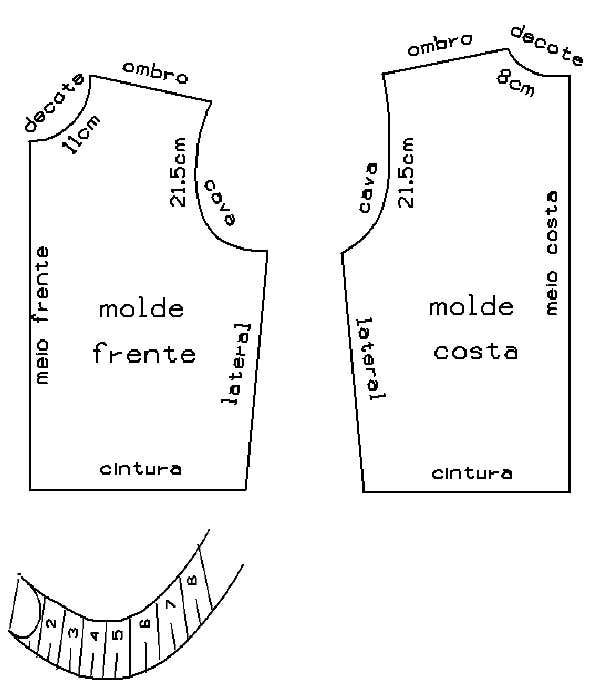 decote
ombro
11cm
21.5cm
cava
meio frente
molde
frente
lateral
cintura
ombro
decote
8cm
cava
21.5cm
meio costa
molde
costa
lateral
cintura
2 3 4 5 6 7 8